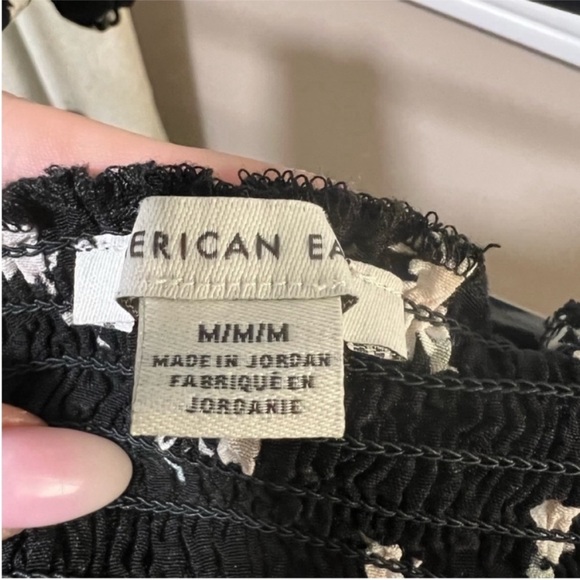 ERICAN EA
M/M/M
MADE IN JORDAN
FABRIQUÉ EN
JORDANIE